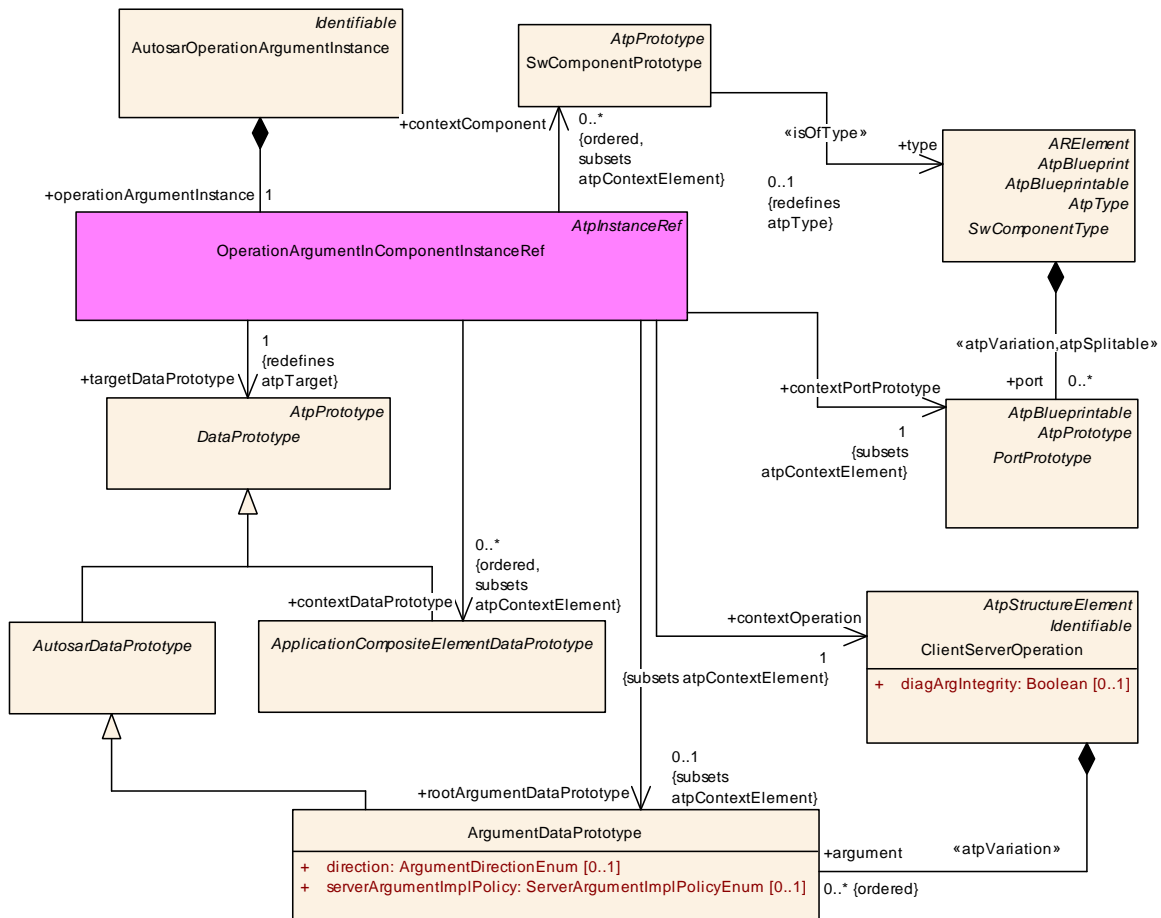 Identifiable
AutosarOperationArgumentInstance
AtpPrototype
SwComponentPrototype
+contextComponent
0..*
{ordered,
subsets
atpContextElement}
«isOfType»
+type
0..1
{redefines
atpType}
ARElement
AtpBlueprint
AtpBlueprintable
AtpType
SwComponentType
+operationArgumentInstance
1
AtpInstanceRef
OperationArgumentInComponentInstanceRef
«atpVariation,atpSplitable»
+port
0..*
1
{redefines
atpTarget}
+targetDataPrototype
+contextPortPrototype
1
{subsets
atpContextElement}
AtpPrototype
DataPrototype
AtpBlueprintable
AtpPrototype
PortPrototype
0..*
{ordered,
subsets
atpContextElement}
+contextDataPrototype
+contextOperation
1
{subsets atpContextElement}
AutosarDataPrototype
ApplicationCompositeElementDataPrototype
AtpStructureElement
Identifiable
ClientServerOperation
+ diagArgIntegrity: Boolean [0..1]
0..1
{subsets
atpContextElement}
+rootArgumentDataPrototype
ArgumentDataPrototype
+ direction: ArgumentDirectionEnum [0..1]
+ serverArgumentImplPolicy: ServerArgumentImplPolicyEnum [0..1]
+argument
«atpVariation»
0..* {ordered}